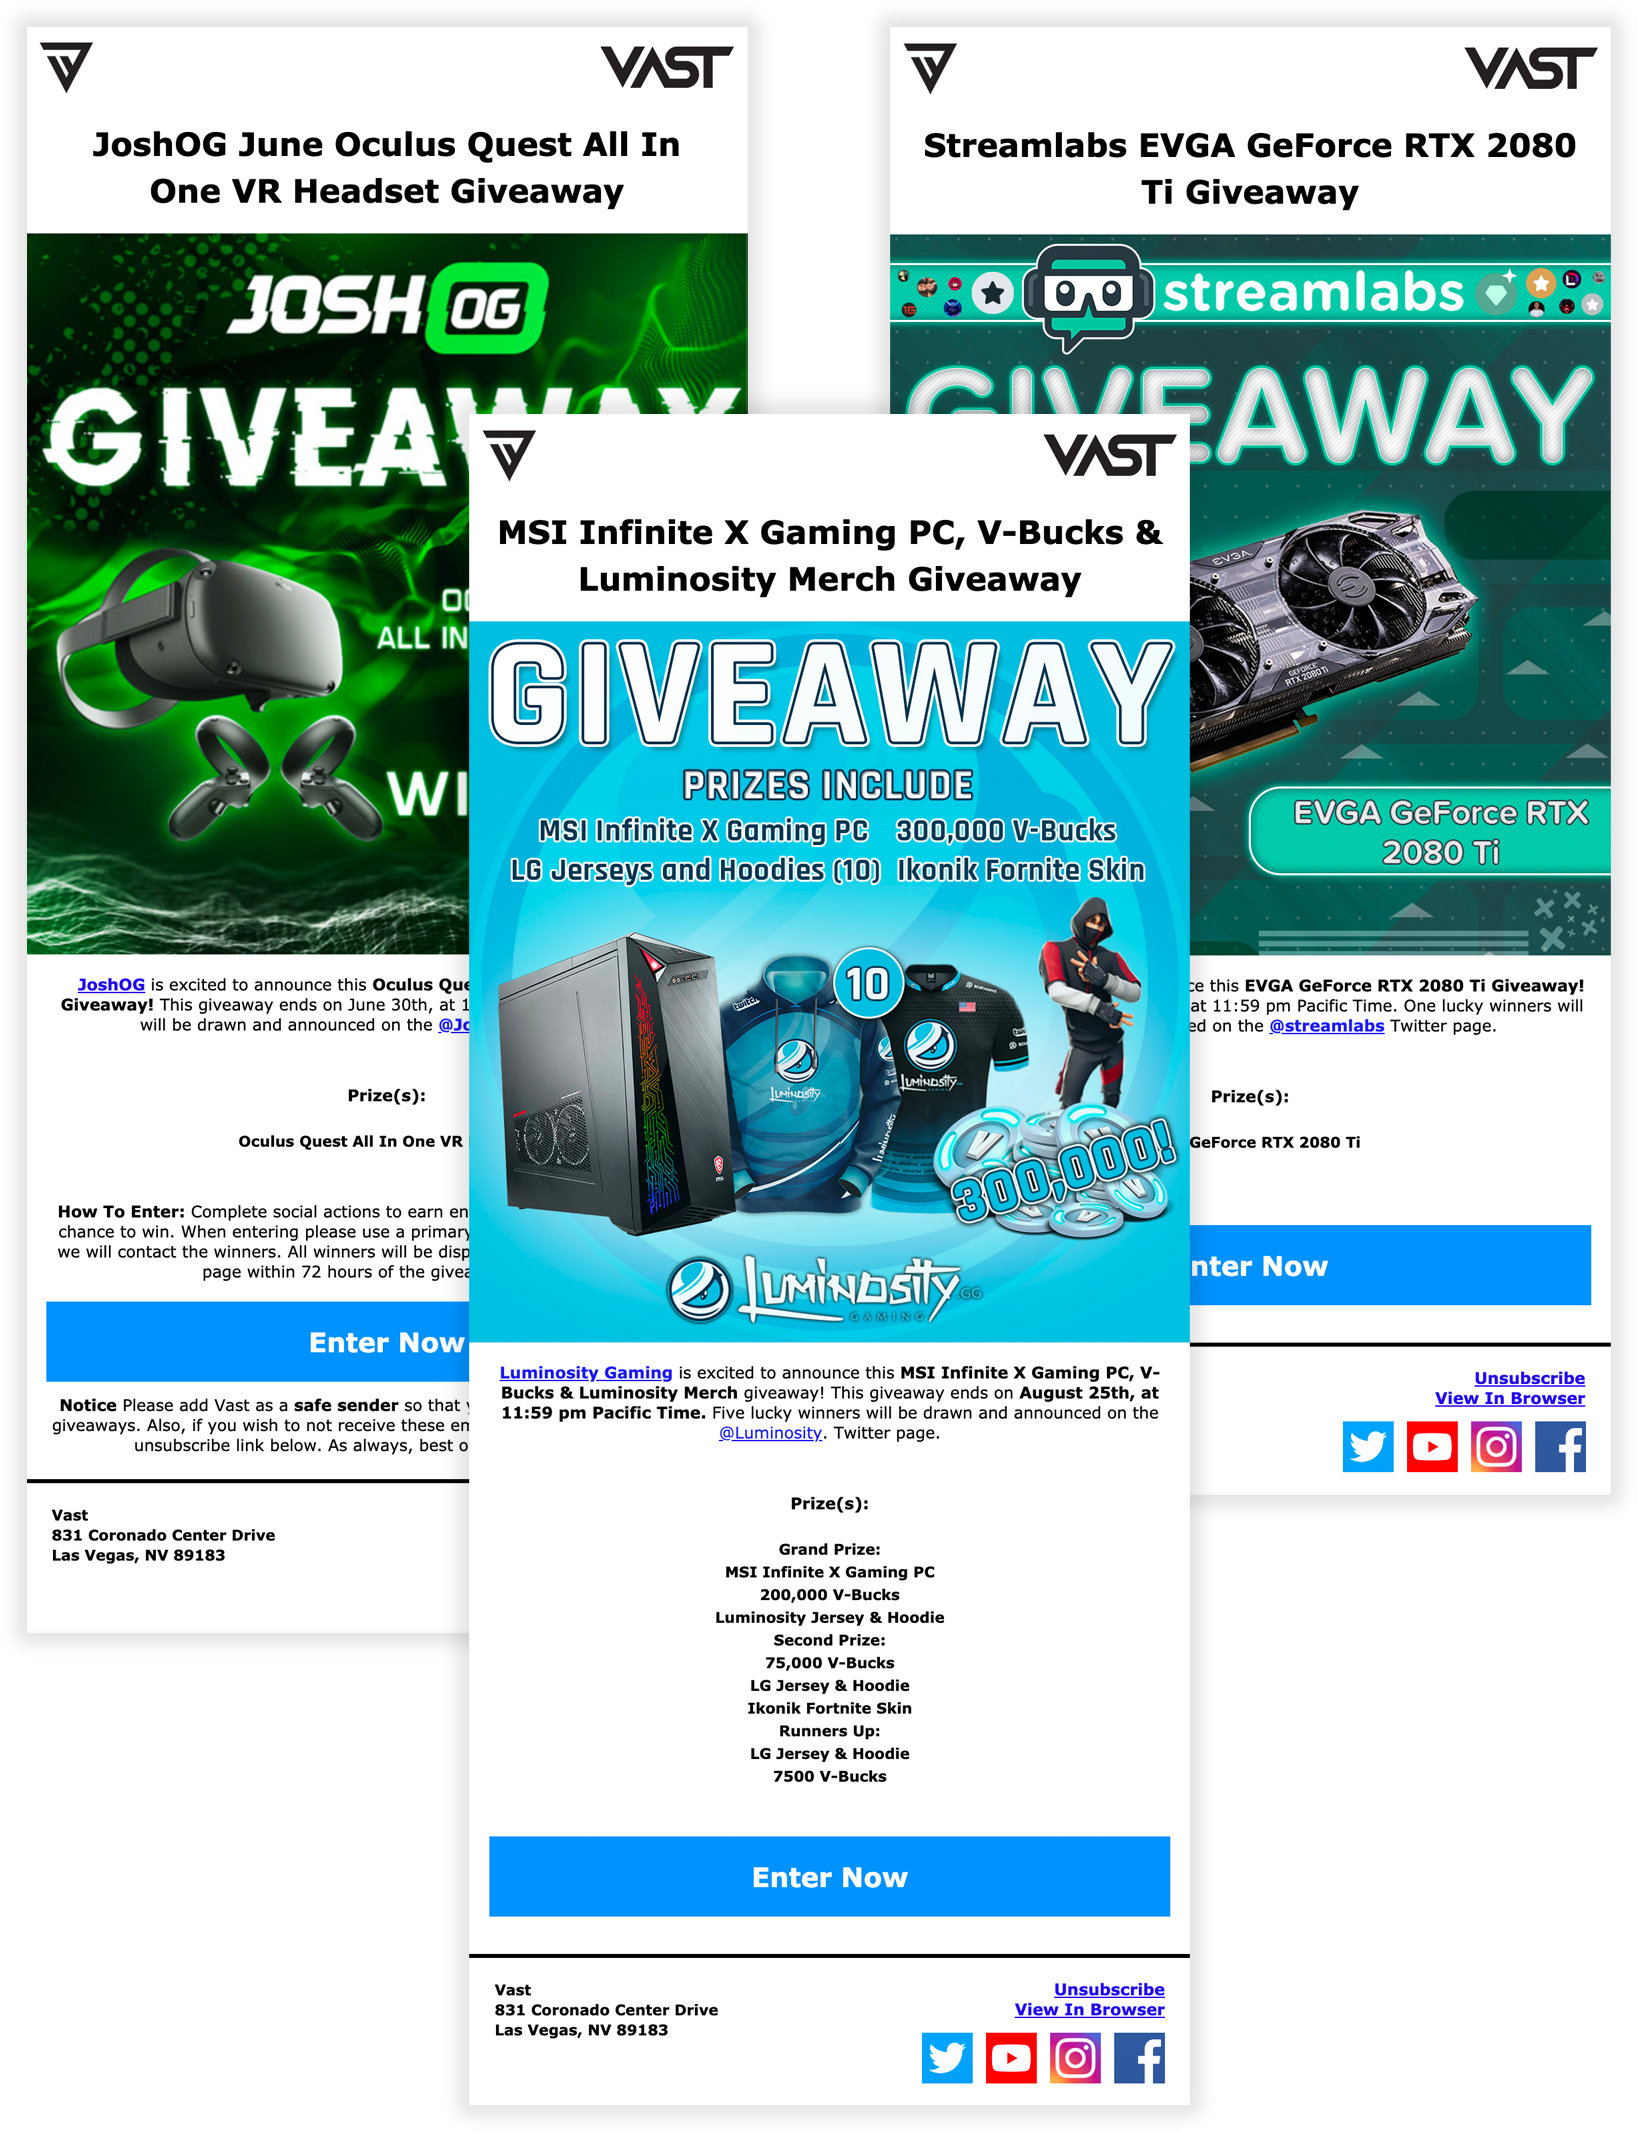 VAST
JoshOG June Oculus Quest All In
One VR Headset Giveaway
JOSH OG
GIVEAWAY
ALL IN
WI
JoshOG is excited to announce this Oculus Que
Giveaway! This giveaway ends on June 30th, at 1
will be drawn and announced on the @Jo
Prize(s):
Oculus Quest All In One VR
How To Enter: Complete social actions to earn en
chance to win. When entering please use a primary
we will contact the winners. All winners will be disp
page within 72 hours of the givea
Enter Now
Notice Please add Vast as a safe sender so that y
giveaways. Also, if you wish to not receive these em
unsubscribe link below. As always, best o
Vast
831 Coronado Center Drive
Las Vegas, NV 89183
VAST
Streamlabs EVGA GeForce RTX 2080
Ti Giveaway
streamlabs
GIVEAWAY
EVGA
GEFORCE
RTX 2080 Ti
EVGA GeForce RTX
2080 Ti
ce this EVGA GeForce RTX 2080 Ti Giveaway!
at 11:59 pm Pacific Time. One lucky winners will
ed on the @streamlabs Twitter page.
Prize(s):
GeForce RTX 2080 Ti
nter Now
Unsubscribe
View In Browser
VAST
MSI Infinite X Gaming PC, V-Bucks &
Luminosity Merch Giveaway
GIVEAWAY
PRIZES INCLUDE
MSI Infinite X Gaming PC 300,000 V-Bucks
LG Jerseys and Hoodies (10) Ikonik Fornite Skin
10
twitch
LUMINOSITY
LUMINOSITY
msi
300,000!
LUMINOSITY.GG
GAMING
Luminosity Gaming is excited to announce this MSI Infinite X Gaming PC, V-
Bucks & Luminosity Merch giveaway! This giveaway ends on August 25th, at
11:59 pm Pacific Time. Five lucky winners will be drawn and announced on the
@Luminosity. Twitter page.
Prize(s):
Grand Prize:
MSI Infinite X Gaming PC
200,000 V-Bucks
Luminosity Jersey & Hoodie
Second Prize:
75,000 V-Bucks
LG Jersey & Hoodie
Ikonik Fortnite Skin
Runners Up:
LG Jersey & Hoodie
7500 V-Bucks
Enter Now
Vast
831 Coronado Center Drive
Las Vegas, NV 89183
Unsubscribe
View In Browser